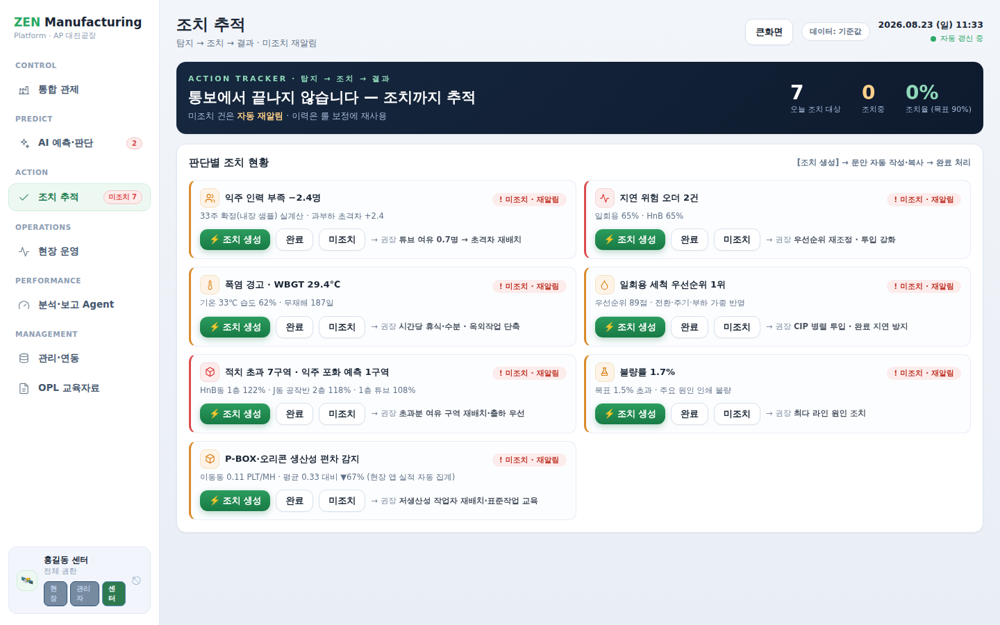 ZEN Manufacturing
Platform · AP 대전공장
CONTROL
통합 관제
PREDICT
AI 예측·판단 2
ACTION
조치 추적 미조치 7
OPERATIONS
현장 운영
PERFORMANCE
분석·보고 Agent
MANAGEMENT
관리·연동
OPL 교육자료
홍길동 센터
전체 권한
현장 관리자 센터
조치 추적
탐지 → 조치 → 결과 · 미조치 재알림
큰화면
데이터: 기준값
2026.08.23 (일) 11:33
자동 갱신 중
ACTION TRACKER · 탐지 → 조치 → 결과
통보에서 끝나지 않습니다 — 조치까지 추적
미조치 건은 자동 재알림 · 이력은 룰 보정에 재사용
7
오늘 조치 대상
0
조치중
0%
조치율 (목표 90%)
판단별 조치 현황
[조치 생성] → 문안 자동 작성·복사 → 완료 처리
익주 인력 부족 −2.4명
! 미조치 · 재알림
33주 확정(내장 샘플) 실계산 · 과부하 초격차 +2.4
⚡ 조치 생성 완료 미조치 → 권장 튜브 여유 0.7명 → 초격차 재배치
지연 위험 오더 2건
! 미조치 · 재알림
일회용 65% · HnB 65%
⚡ 조치 생성 완료 미조치 → 권장 우선순위 재조정 · 투입 강화
폭염 경고 · WBGT 29.4℃
! 미조치 · 재알림
기온 33℃ 습도 62% · 무재해 187일
⚡ 조치 생성 완료 미조치 → 권장 시간당 휴식·수분 · 옥외작업 단축
일회용 세척 우선순위 1위
! 미조치 · 재알림
우선순위 89점 · 전환·주기·부하 가중 반영
⚡ 조치 생성 완료 미조치 → 권장 CIP 병렬 투입 · 완료 지연 방지
적치 초과 7구역 · 익주 포화 예측 1구역
! 미조치 · 재알림
HnB동 1층 122% · J동 공작반 2층 118% · 1층 튜브 108%
⚡ 조치 생성 완료 미조치 → 권장 초과분 여유 구역 재배치·출하 우선
불량률 1.7%
! 미조치 · 재알림
목표 1.5% 초과 · 주요 원인 인쇄 불량
⚡ 조치 생성 완료 미조치 → 권장 최다 라인 원인 조치
P-BOX·오리콘 생산성 편차 감지
! 미조치 · 재알림
이동동 0.11 PLT/MH · 평균 0.33 대비 ▼67% (현장 앱 실적 자동 집계)
⚡ 조치 생성 완료 미조치 → 권장 저생산성 작업자 재배치·표준작업 교육